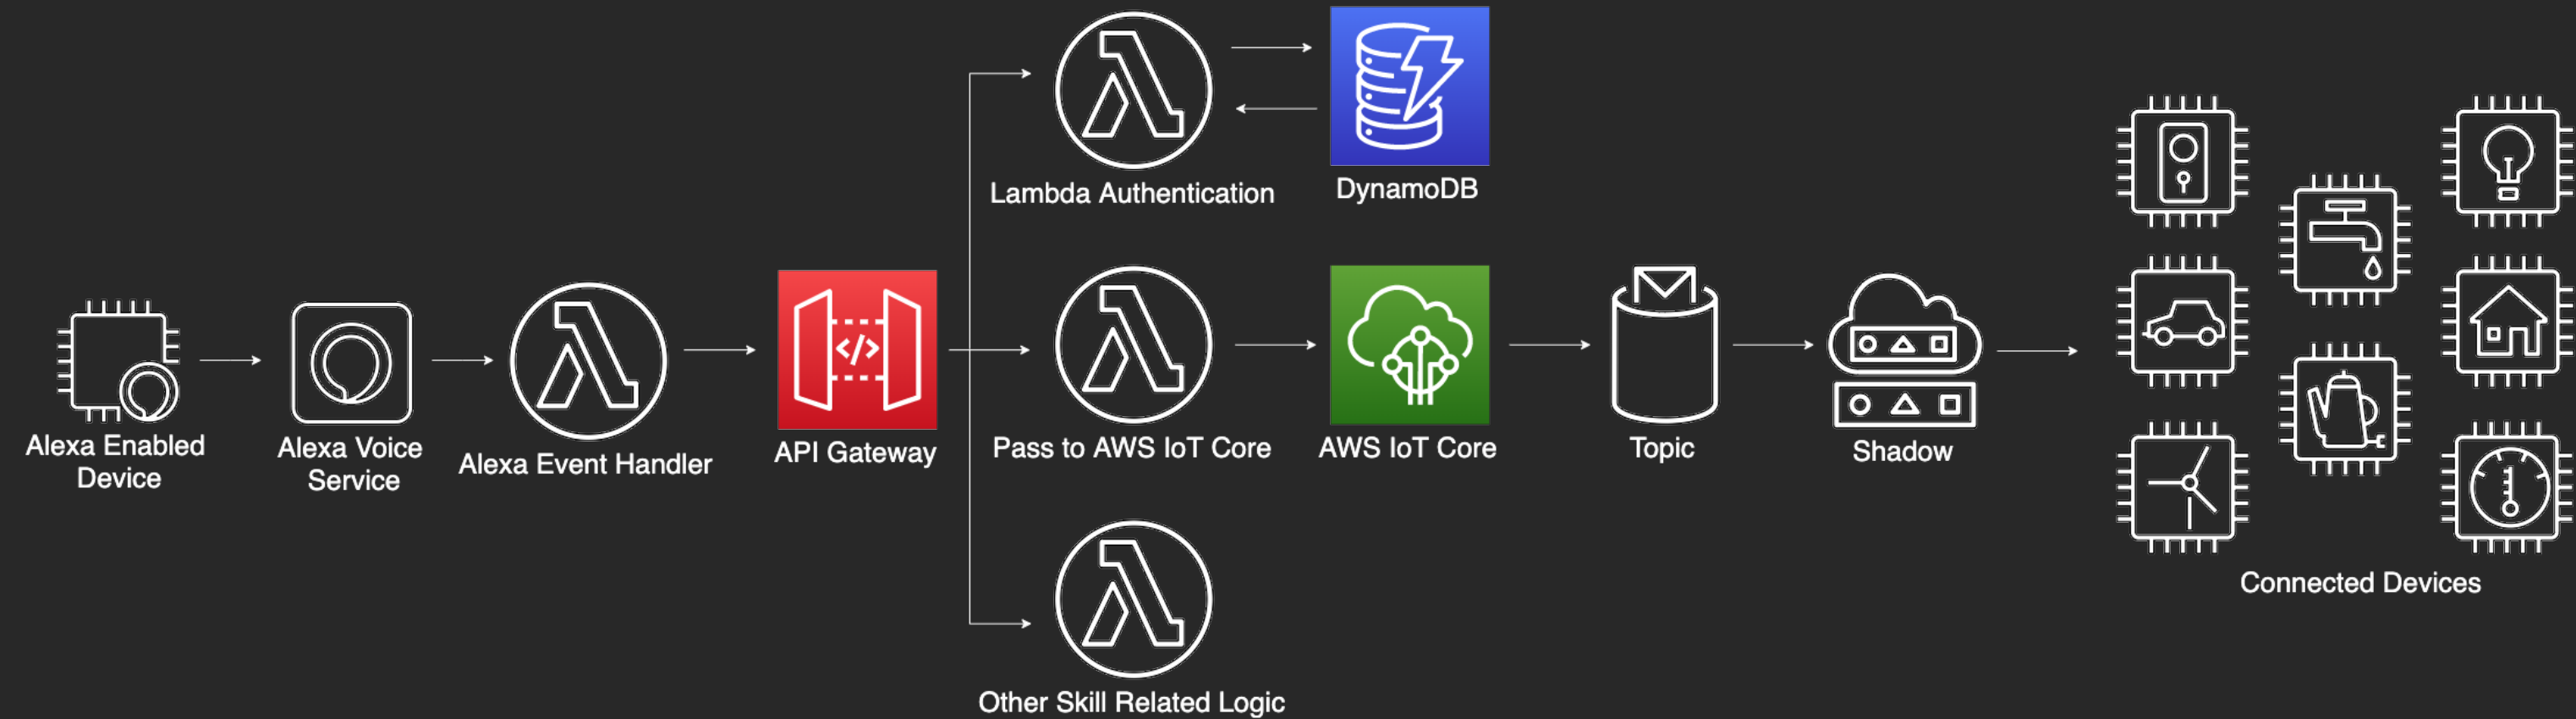 Alexa Enabled
Device
Alexa Voice
Service
Alexa Event Handler
</>
API Gateway
Lambda Authentication
DynamoDB
Pass to AWS IoT Core
AWS IoT Core
Topic
Shadow
Other Skill Related Logic
Connected Devices